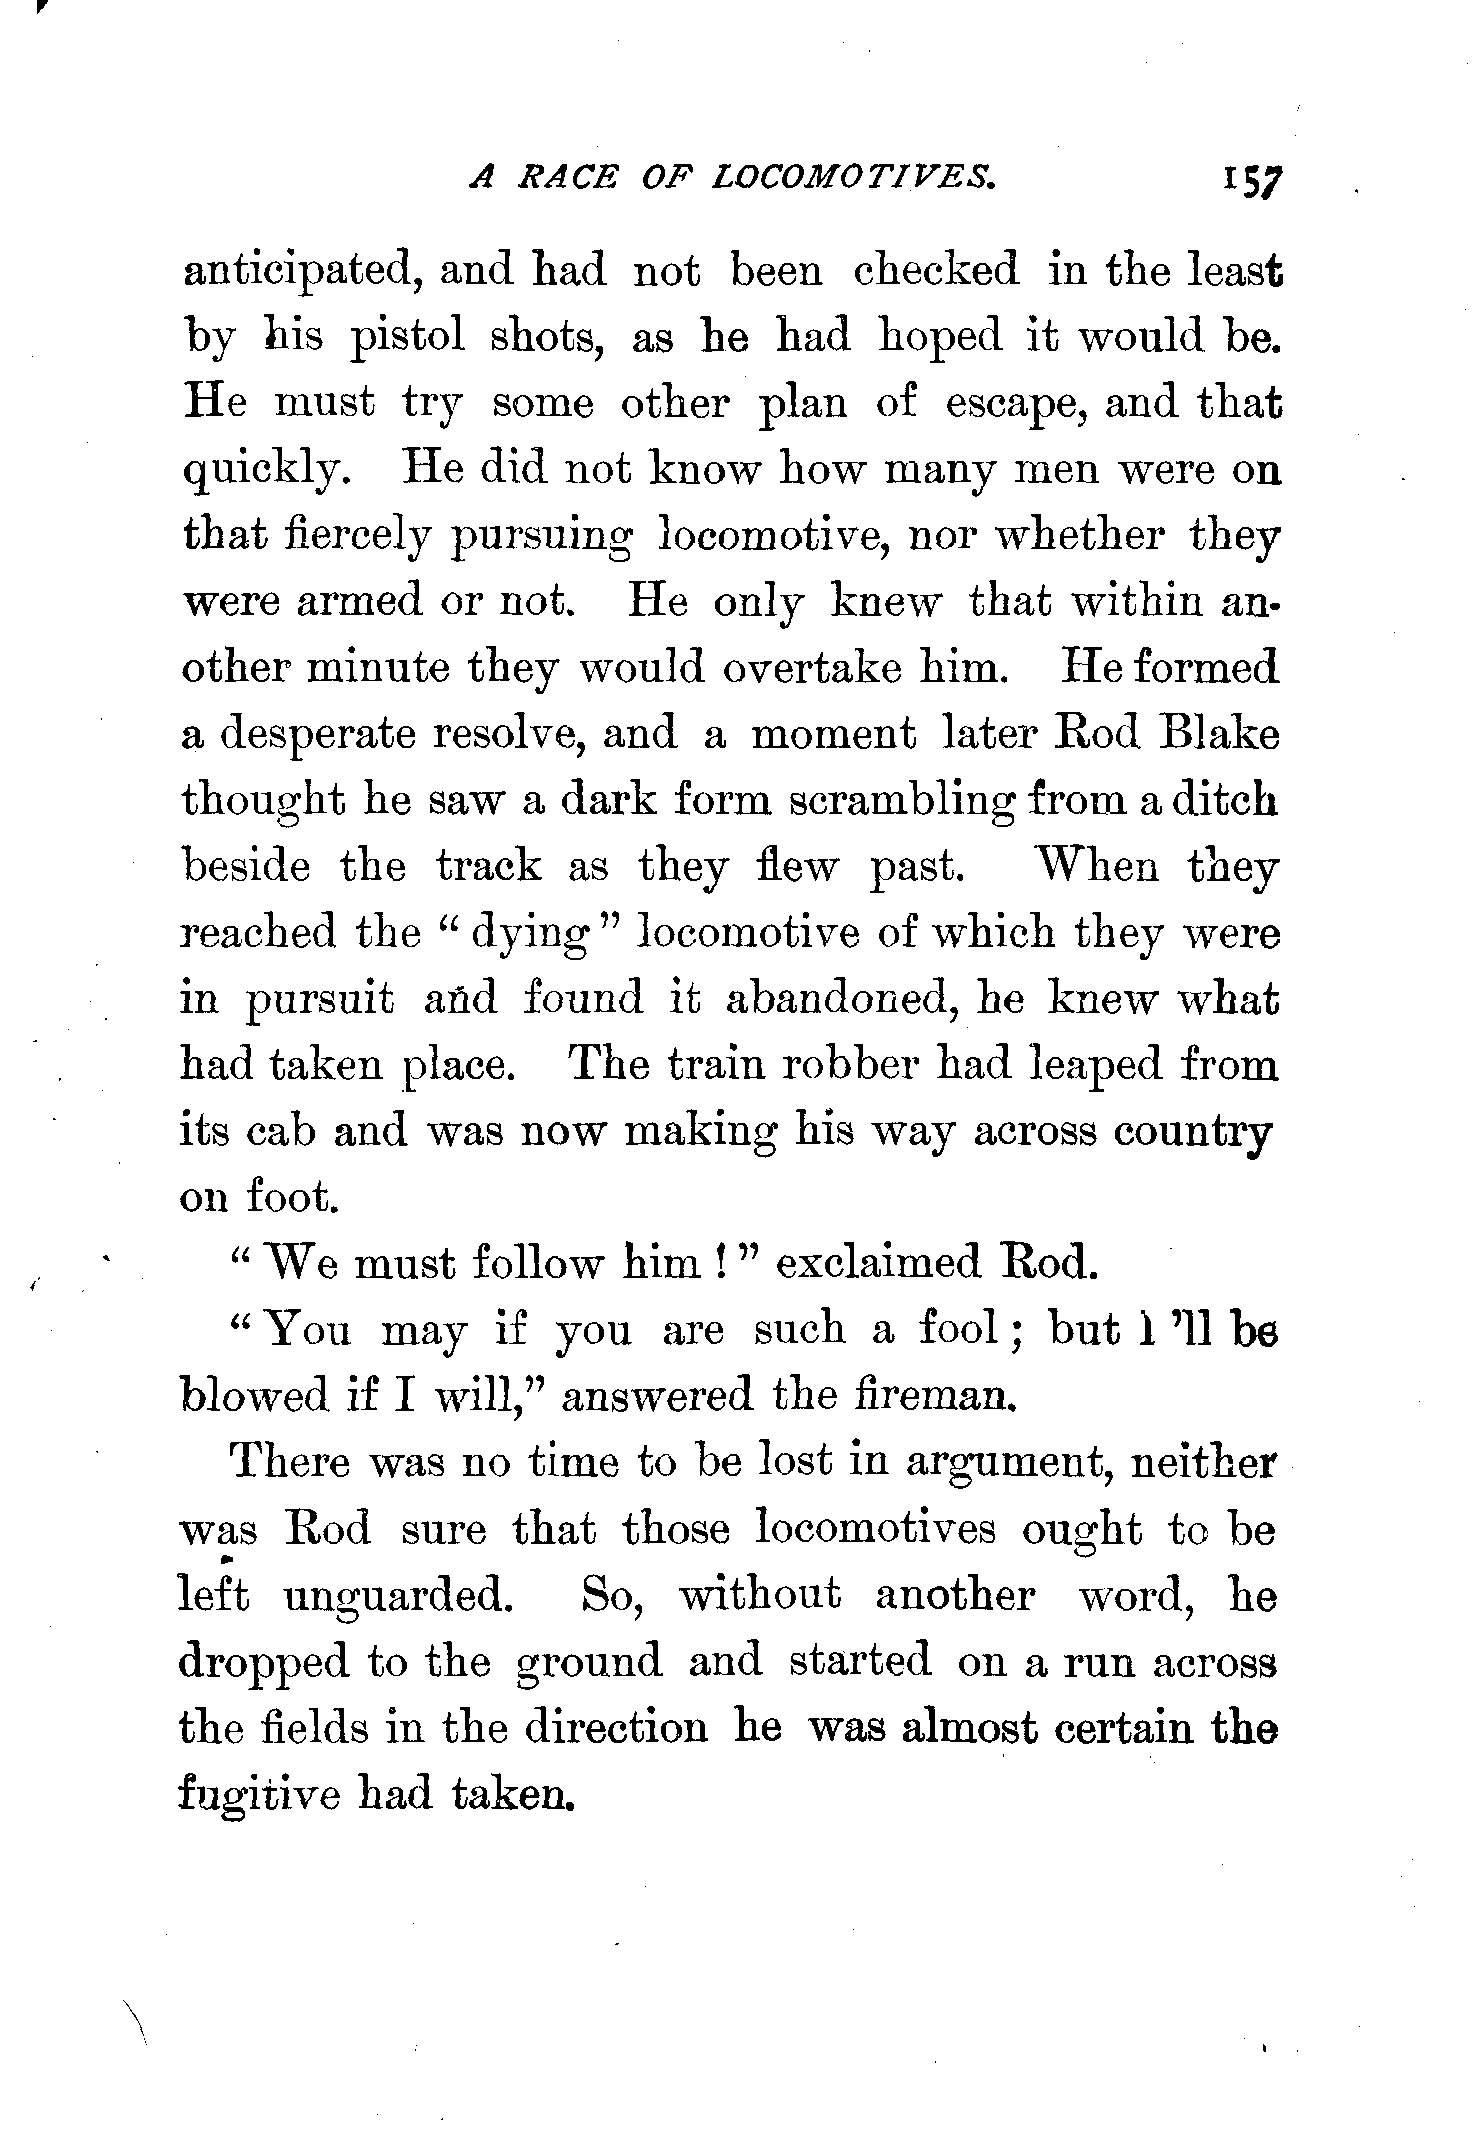 A RACE OF LOCOMOTIVES. 157
anticipated, and had not been checked in the least
by his pistol shots, as he had hoped it would be.
He must try some other plan of escape, and that
quickly. He did not know how many men were on
that fiercely pursuing locomotive, nor whether they
were armed or not. He only knew that within an-
other minute they would overtake him. He formed
a desperate resolve, and a moment later Rod Blake
thought he saw a dark form scrambling from a ditch
beside the track as they flew past. When they
reached the “ dying ” locomotive of which they were
in pursuit and found it abandoned, he knew what
had taken place. The train robber had leaped from
its cab and was now making his way across country
on foot.
“ We must follow him ! ” exclaimed Rod.
“ You may if you are such a fool ; but I ’ll be
blowed if I will,” answered the fireman.
There was no time to be lost in argument, neither
was Rod sure that those locomotives ought to be
left unguarded. So, without another word, he
dropped to the ground and started on a run across
the fields in the direction he was almost certain the
fugitive had taken.